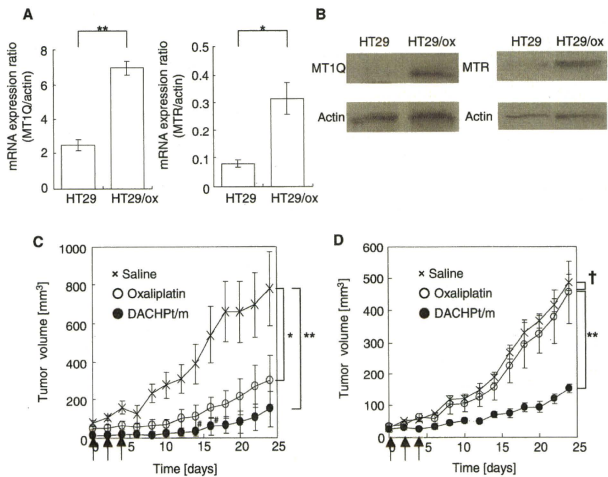 A
**
mRNA expression ratio
(MT1Q/actin)
8
6
4
2
0
HT29
HT29/ox
*
mRNA expression ratio
(MTR/actin)
0.5
0.4
0.3
0.2
0.1
0
HT29
HT29/ox
B
HT29
HT29/ox
MT1Q
Actin
HT29
HT29/ox
MTR
Actin
C
1000
800
600
400
200
0
Tumor volume [mm³]
× Saline
Oxaliplatin
DACHPt/m
*
**
#
#
0 5 10 15 20 25
Time [days]
D
600
500
400
300
200
100
0
Tumor volume [mm³]
× Saline
Oxaliplatin
DACHPt/m
†
**
0 5 10 15 20 25
Time [days]